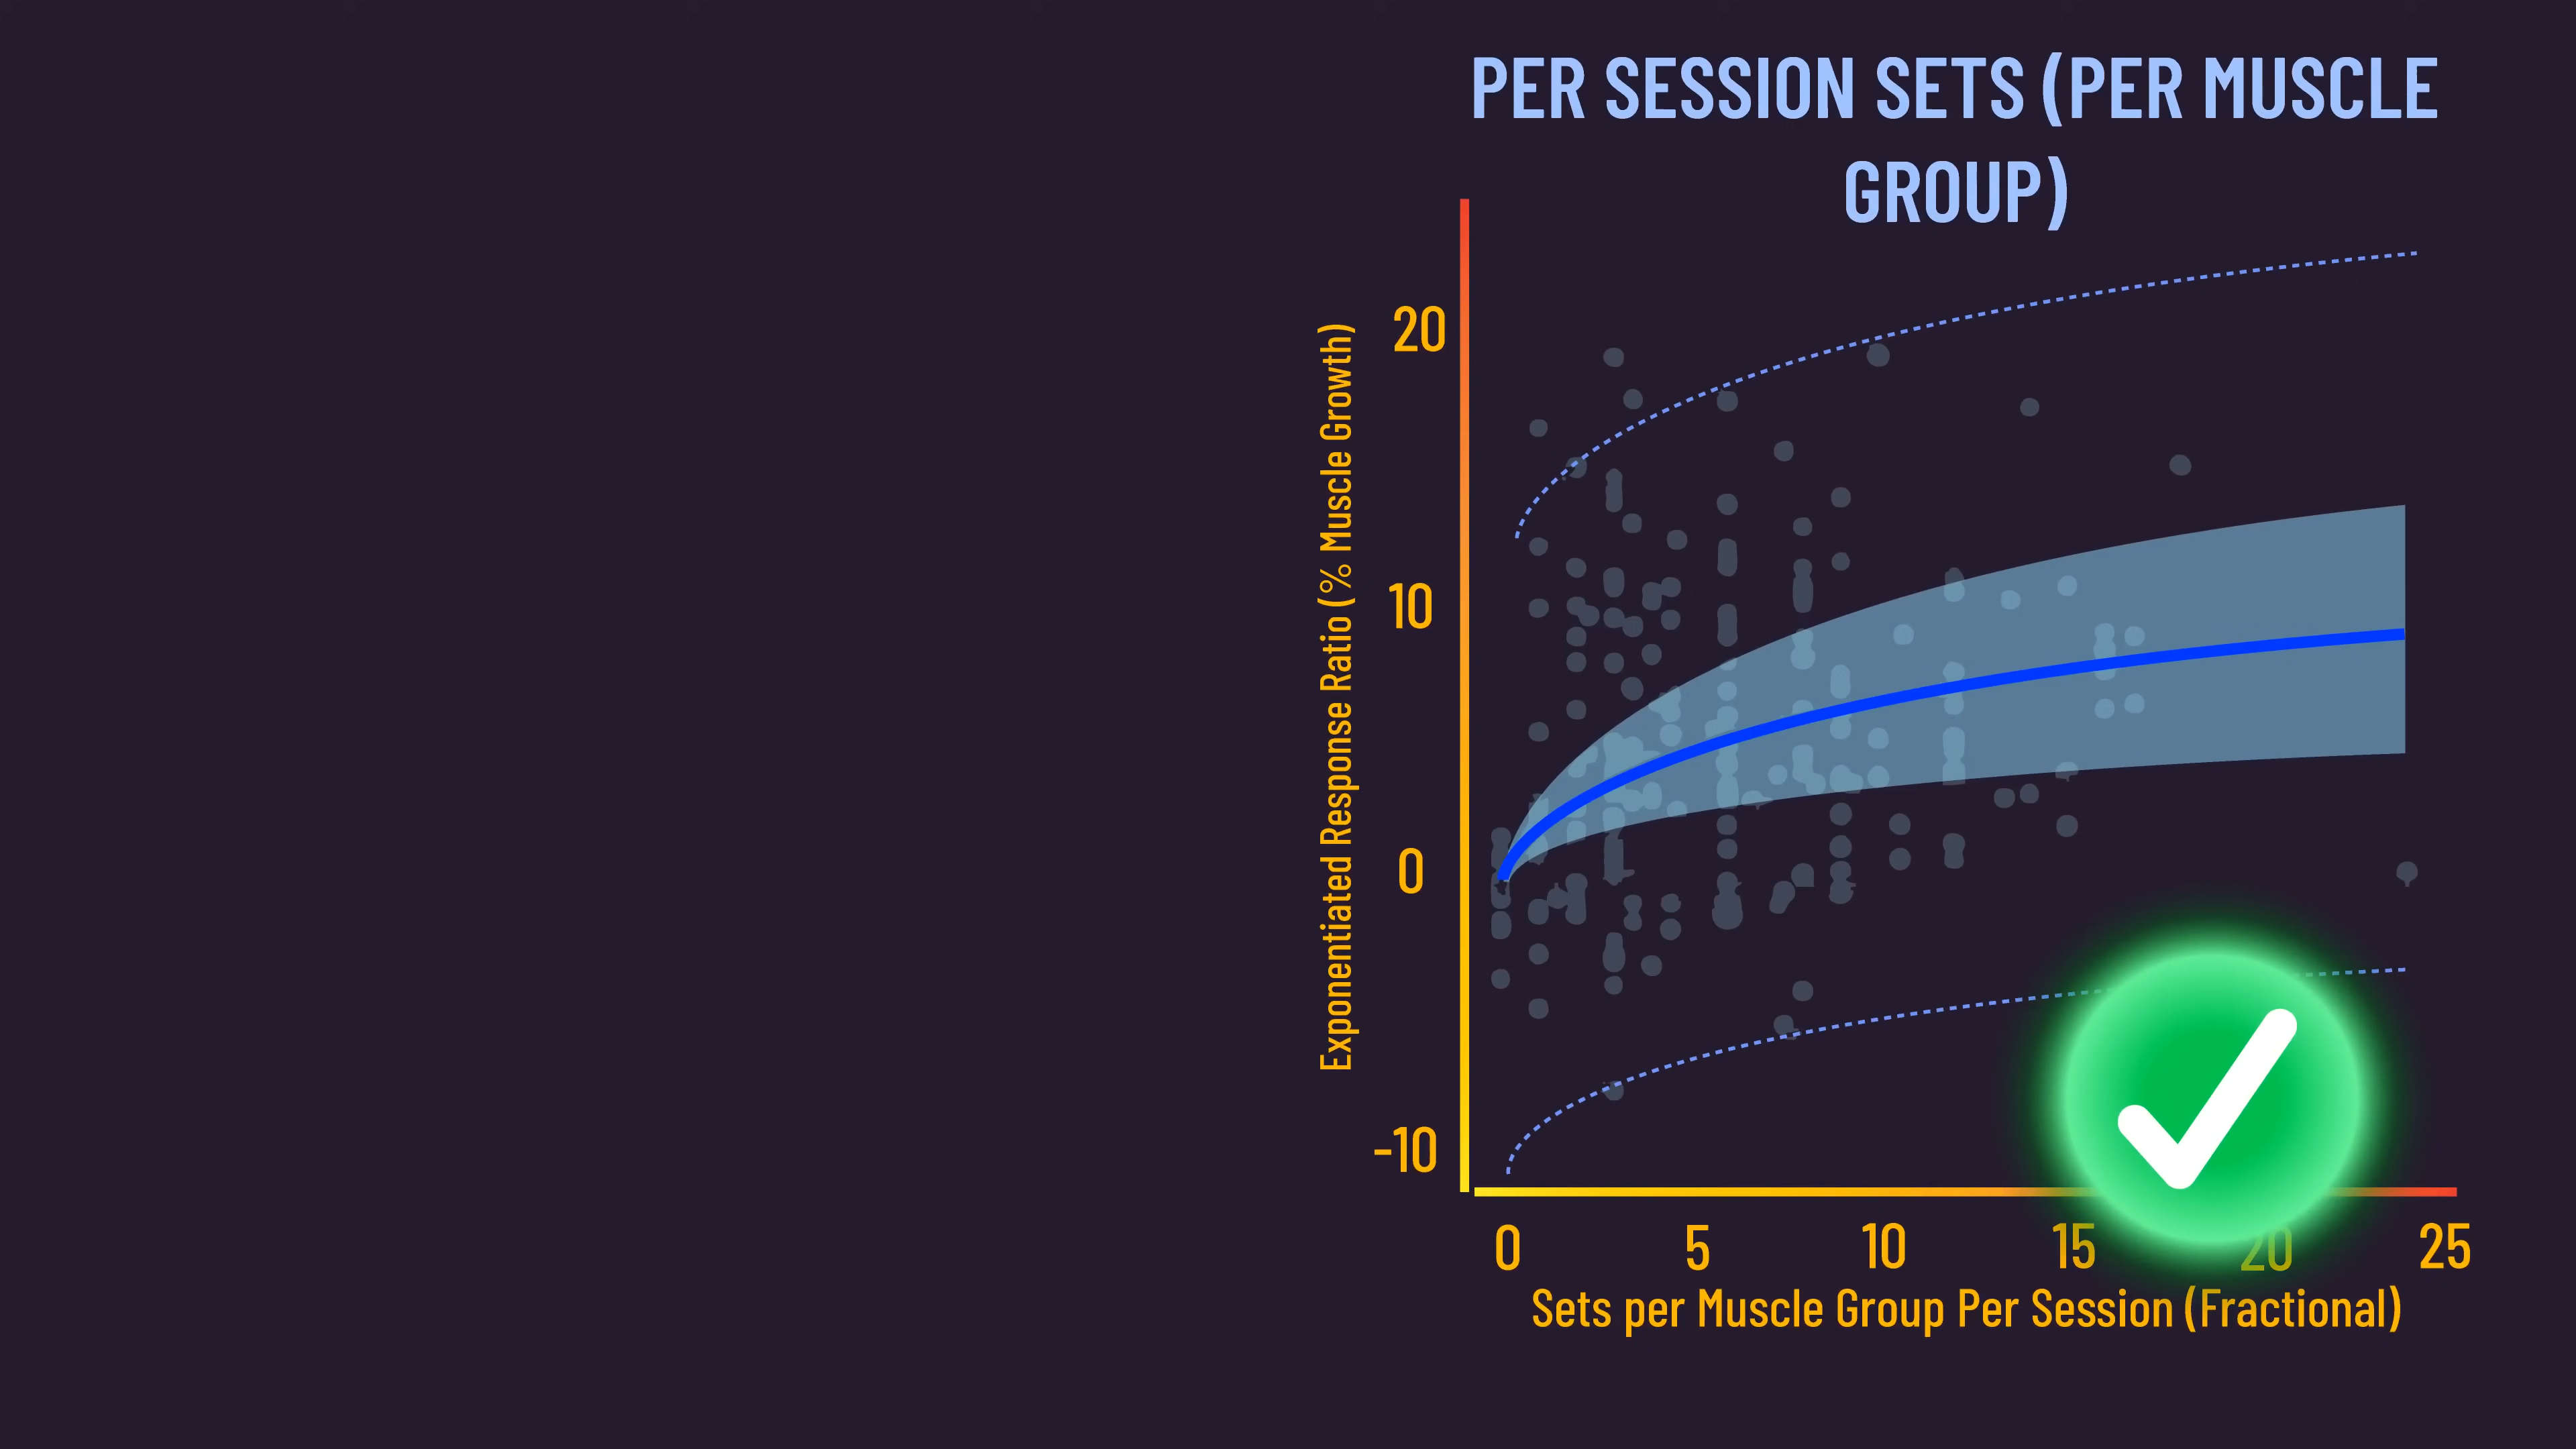 PER SESSION SETS (PER MUSCLE
GROUP)
Exponentiated Response Ratio (% Muscle Growth)
20
10
0
-10
0 5 10 15 20 25
Sets per Muscle Group Per Session (Fractional)